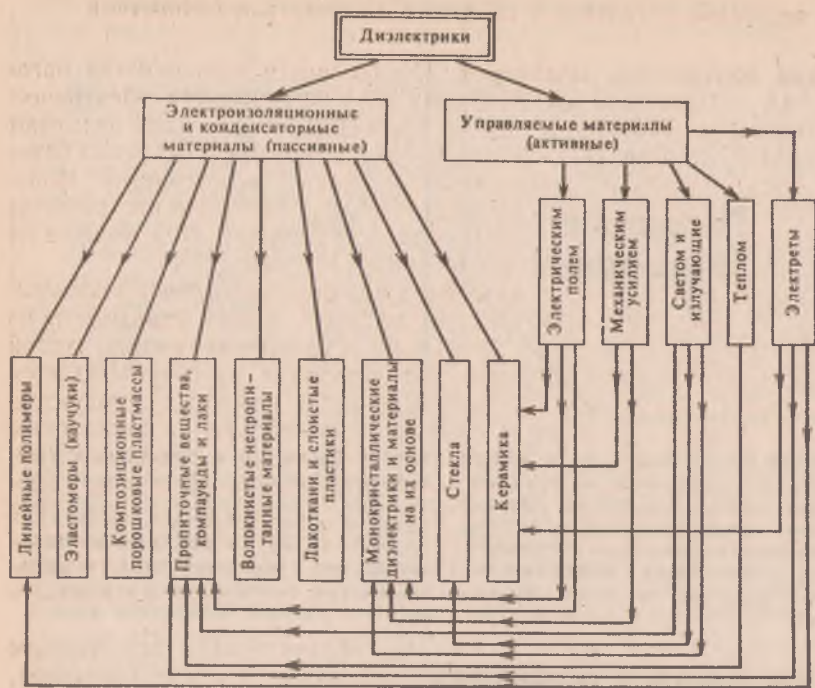 Диэлектрики
Электроизоляционные
и конденсаторные
материалы (пассивные)
Управляемые материалы
(активные)
Электрическим
полем
Механическим
усилием
Светом и
излучающие
Теплом
Электреты
Линейные полимеры
Эластомеры (каучуки)
Композиционные
порошковые пластмассы
Пропиточные вещества,
компаунды и лаки
Волокнистые непропи-
танные материалы
Лакоткани и слоистые
пластики
Монокристаллические
диэлектрики и материалы
на их основе
Стекла
Керамика